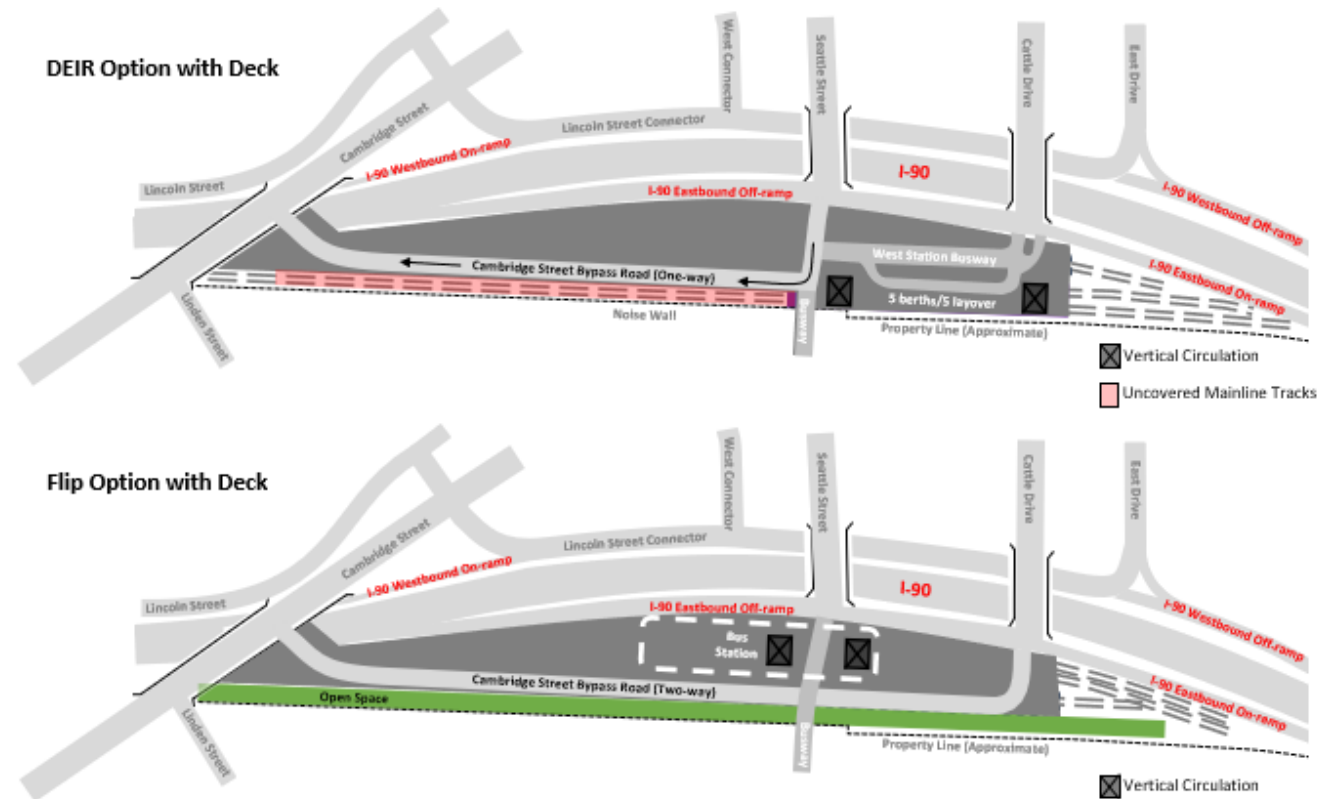 DEIR Option with Deck
West Connector
Seattle Street
Cattle Drive
East Drive
Cambridge Street
Lincoln Street Connector
I-90 Westbound On-ramp
I-90
Lincoln Street
I-90 Eastbound Off-ramp
I-90 Westbound Off-ramp
West Station Busway
Cambridge Street Bypass Road (One-way)
I-90 Eastbound On-ramp
5 berths/5 layover
Linden Street
Noise Wall
Busway
Property Line (Approximate)
Vertical Circulation
Uncovered Mainline Tracks
Flip Option with Deck
West Connector
Seattle Street
Cattle Drive
East Drive
Cambridge Street
Lincoln Street Connector
I-90 Westbound On-ramp
I-90
Lincoln Street
I-90 Eastbound Off-ramp
I-90 Westbound Off-ramp
Bus
Station
Cambridge Street Bypass Road (Two-way)
I-90 Eastbound On-ramp
Open Space
Linden Street
Busway
Property Line (Approximate)
Vertical Circulation